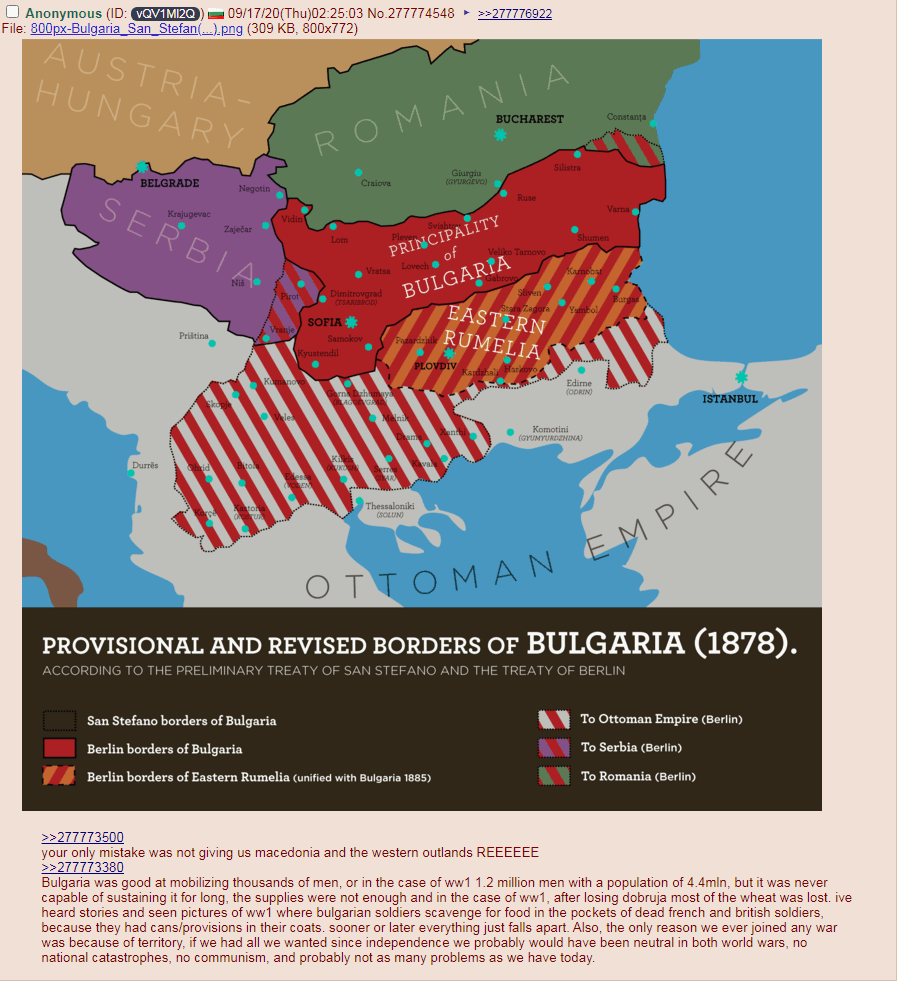 Anonymous (ID: vQV1Ml2Q) 09/17/20(Thu)02:25:03 No.277774548 ▸ >>277776922
File: 800px-Bulgaria_San_Stefan(...).png (309 KB, 800x772)
AUSTRIA-
HUNGARY
ROMANIA
BUCHAREST
Constanța
BELGRADE
Negotin
Craiova
Giurgiu
(GYURGEVO)
Silistra
Ruse
SERBIA
Krajugevac
Zaječar
Vidin
Lom
Pleven
Svishtov
Varna
Shumen
PRINCIPALITY
of
BULGARIA
Veliko Tarnovo
Lovech
Gabrovo
Vratsa
Niš
Pirot
Dimitrovgrad
(TSARIBROD)
Karnobat
Sliven
Burgas
Stara Zagora
Yambol
EASTERN
RUMELIA
SOFIA
Vranje
Samokov
Priština
Pazardzhik
Kyustendil
PLOVDIV
Haskovo
Kardzhali
Edirne
(ODRIN)
ISTANBUL
Kumanovo
Gorna Dzhumaya
(BLAGOEVGRAD)
Skopje
Veles
Melnik
Drama
Xanthi
Komotini
(GYUMYURDZHINA)
Durrës
Ohrid
Bitola
Edessa
(VODEN)
Kilkis
(KUKUSH)
Serres
(SYAR)
Kavala
Korçë
Kastoria
(KOSTUR)
Thessaloniki
(SOLUN)
OTTOMAN EMPIRE
PROVISIONAL AND REVISED BORDERS OF BULGARIA (1878).
ACCORDING TO THE PRELIMINARY TREATY OF SAN STEFANO AND THE TREATY OF BERLIN
San Stefano borders of Bulgaria
Berlin borders of Bulgaria
Berlin borders of Eastern Rumelia (unified with Bulgaria 1885)
To Ottoman Empire (Berlin)
To Serbia (Berlin)
To Romania (Berlin)
>>277773500
your only mistake was not giving us macedonia and the western outlands REEEEEE
>>277773380
Bulgaria was good at mobilizing thousands of men, or in the case of ww1 1.2 million men with a population of 4.4mln, but it was never
capable of sustaining it for long, the supplies were not enough and in the case of ww1, after losing dobruja most of the wheat was lost. ive
heard stories and seen pictures of ww1 where bulgarian soldiers scavenge for food in the pockets of dead french and british soldiers,
because they had cans/provisions in their coats. sooner or later everything just falls apart. Also, the only reason we ever joined any war
was because of territory, if we had all we wanted since independence we probably would have been neutral in both world wars, no
national catastrophes, no communism, and probably not as many problems as we have today.